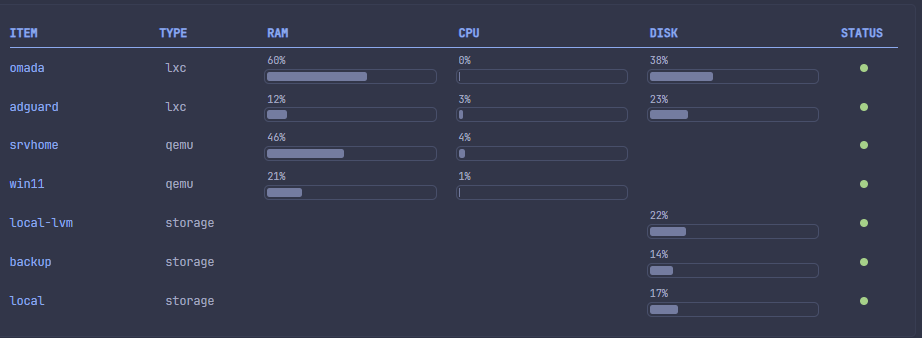 ITEM TYPE RAM CPU DISK STATUS
60% 0% 38%
omada lxc
12% 3% 23%
adguard lxc
46% 4%
srvhome qemu
21% 1%
win11 qemu
22%
local-lvm storage
14%
backup storage
17%
local storage